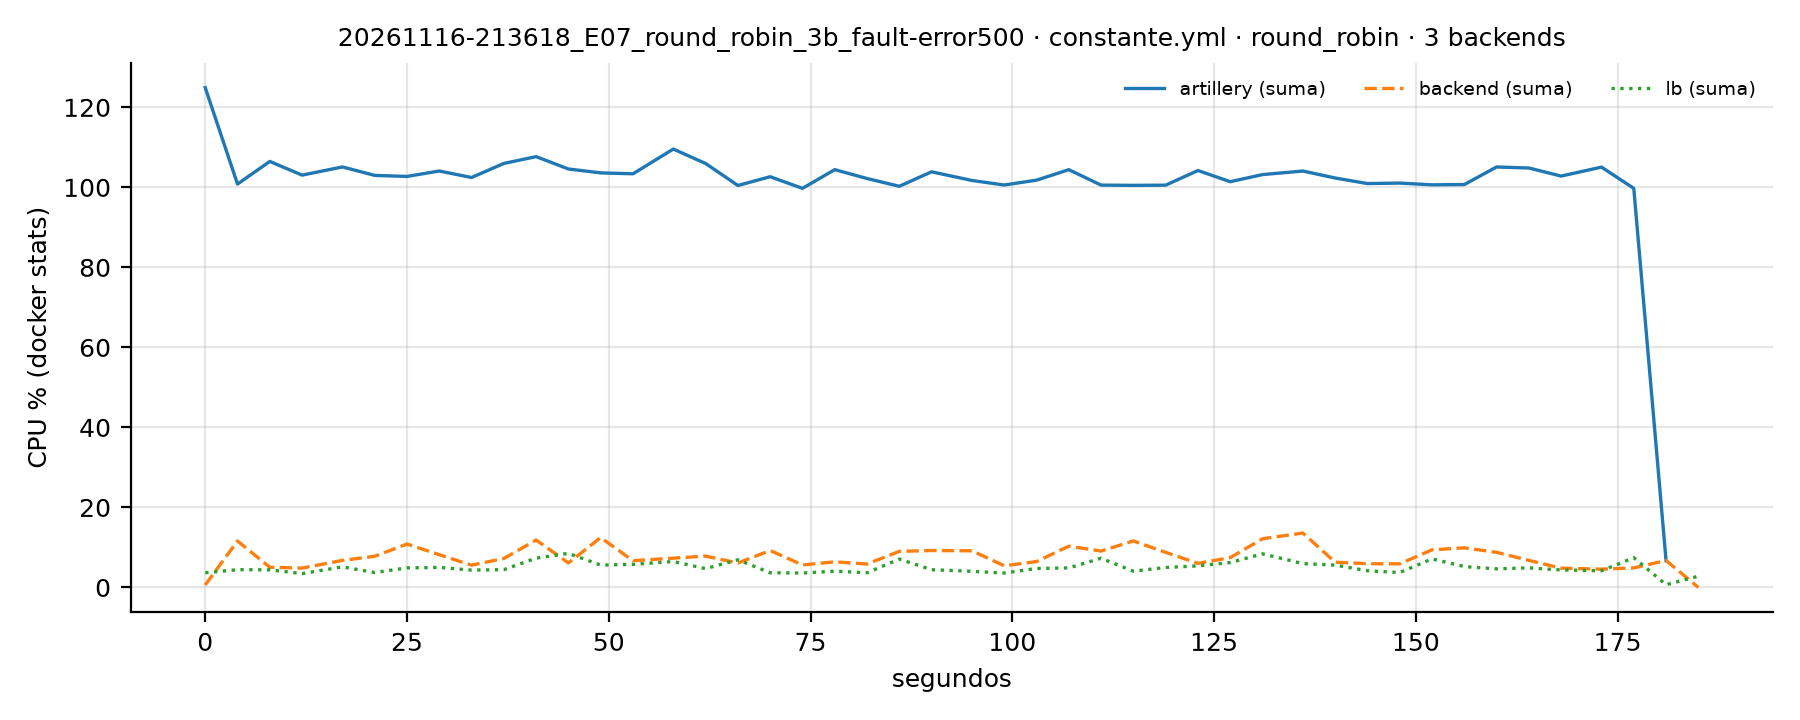 20261116-213618_E07_round_robin_3b_fault-error500 · constante.yml · round_robin · 3 backends
artillery (suma) backend (suma) lb (suma)
CPU % (docker stats)
120
100
80
60
40
20
0
0 25 50 75 100 125 150 175
segundos